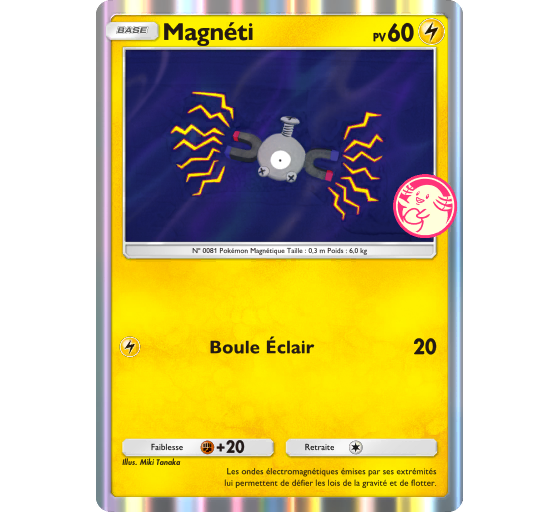 BASE Magnéti PV 60
N° 0081 Pokémon Magnétique Taille : 0,3 m Poids : 6,0 kg
Boule Éclair 20
Faiblesse +20 Retraite
Illus. Miki Tanaka
Les ondes électromagnétiques émises par ses extrémités
lui permettent de défier les lois de la gravité et de flotter.